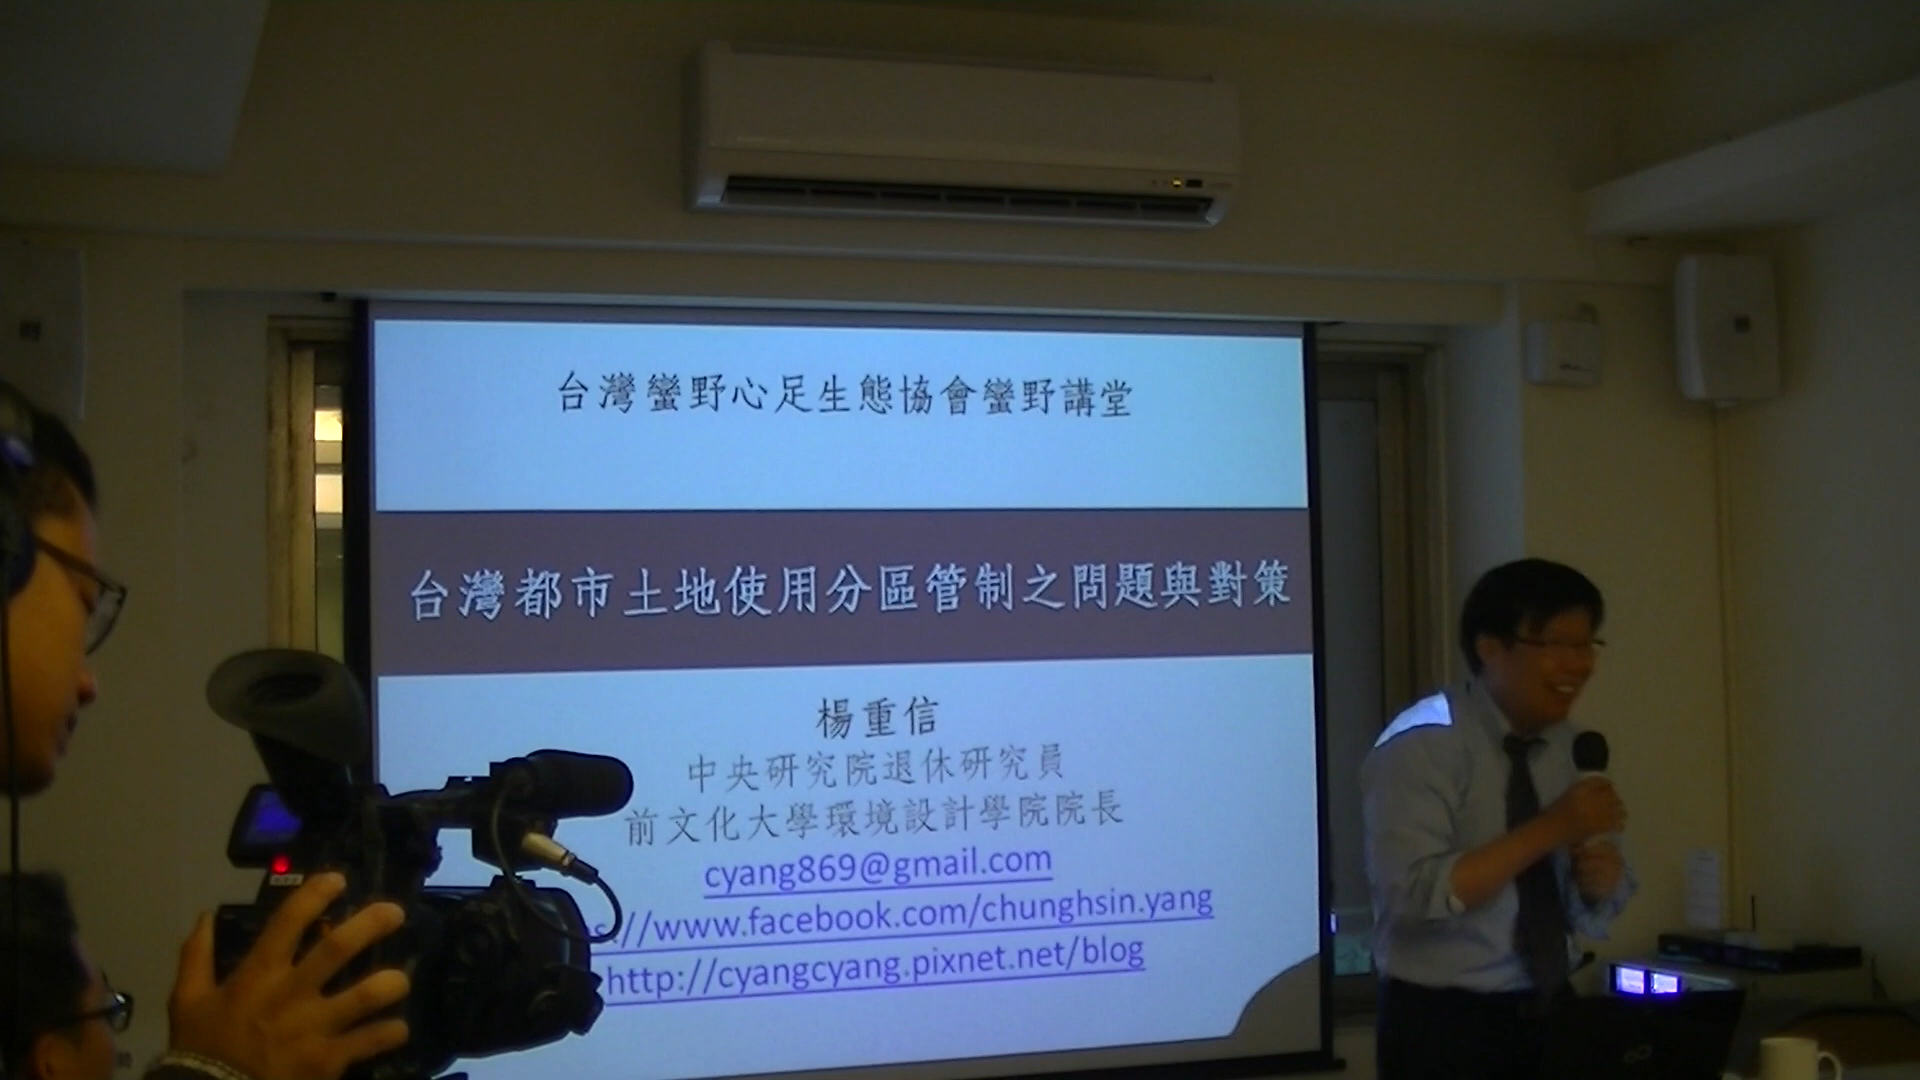 台灣蠻野心足生態協會蠻野講堂
台灣都市土地使用分區管制之問題與對策
楊重信
中央研究院退休研究員
前文化大學環境設計學院院長
cyang869@gmail.com
s://www.facebook.com/chunghsin.yang
http://cyangcyang.pixnet.net/blog